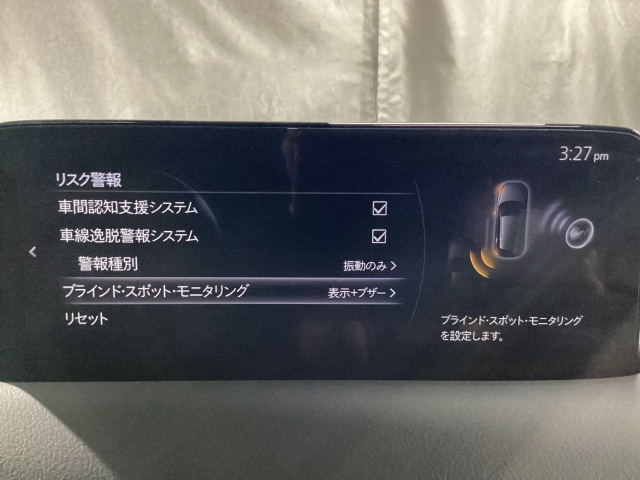 3:27pm
リスク警報
車間認知支援システム
車線逸脱警報システム
警報種別 振動のみ
ブラインド･スポット･モニタリング 表示+ブザー
リセット
ブラインド･スポット･モニタリング
を設定します。